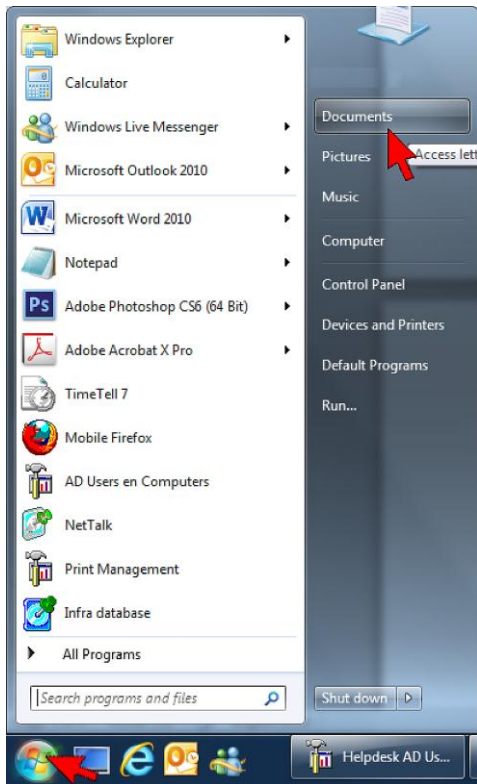 Windows Explorer
Calculator
Windows Live Messenger
Microsoft Outlook 2010
Microsoft Word 2010
Notepad
Ps
Adobe Photoshop CS6 (64 Bit)
Adobe Acrobat X Pro
TimeTell 7
Mobile Firefox
AD Users en Computers
NetTalk
Print Management
Infra database
All Programs
Search programs and files
Documents
Access lett
Pictures
Music
Computer
Control Panel
Devices and Printers
Default Programs
Run...
Shut down
Helpdesk AD Us...